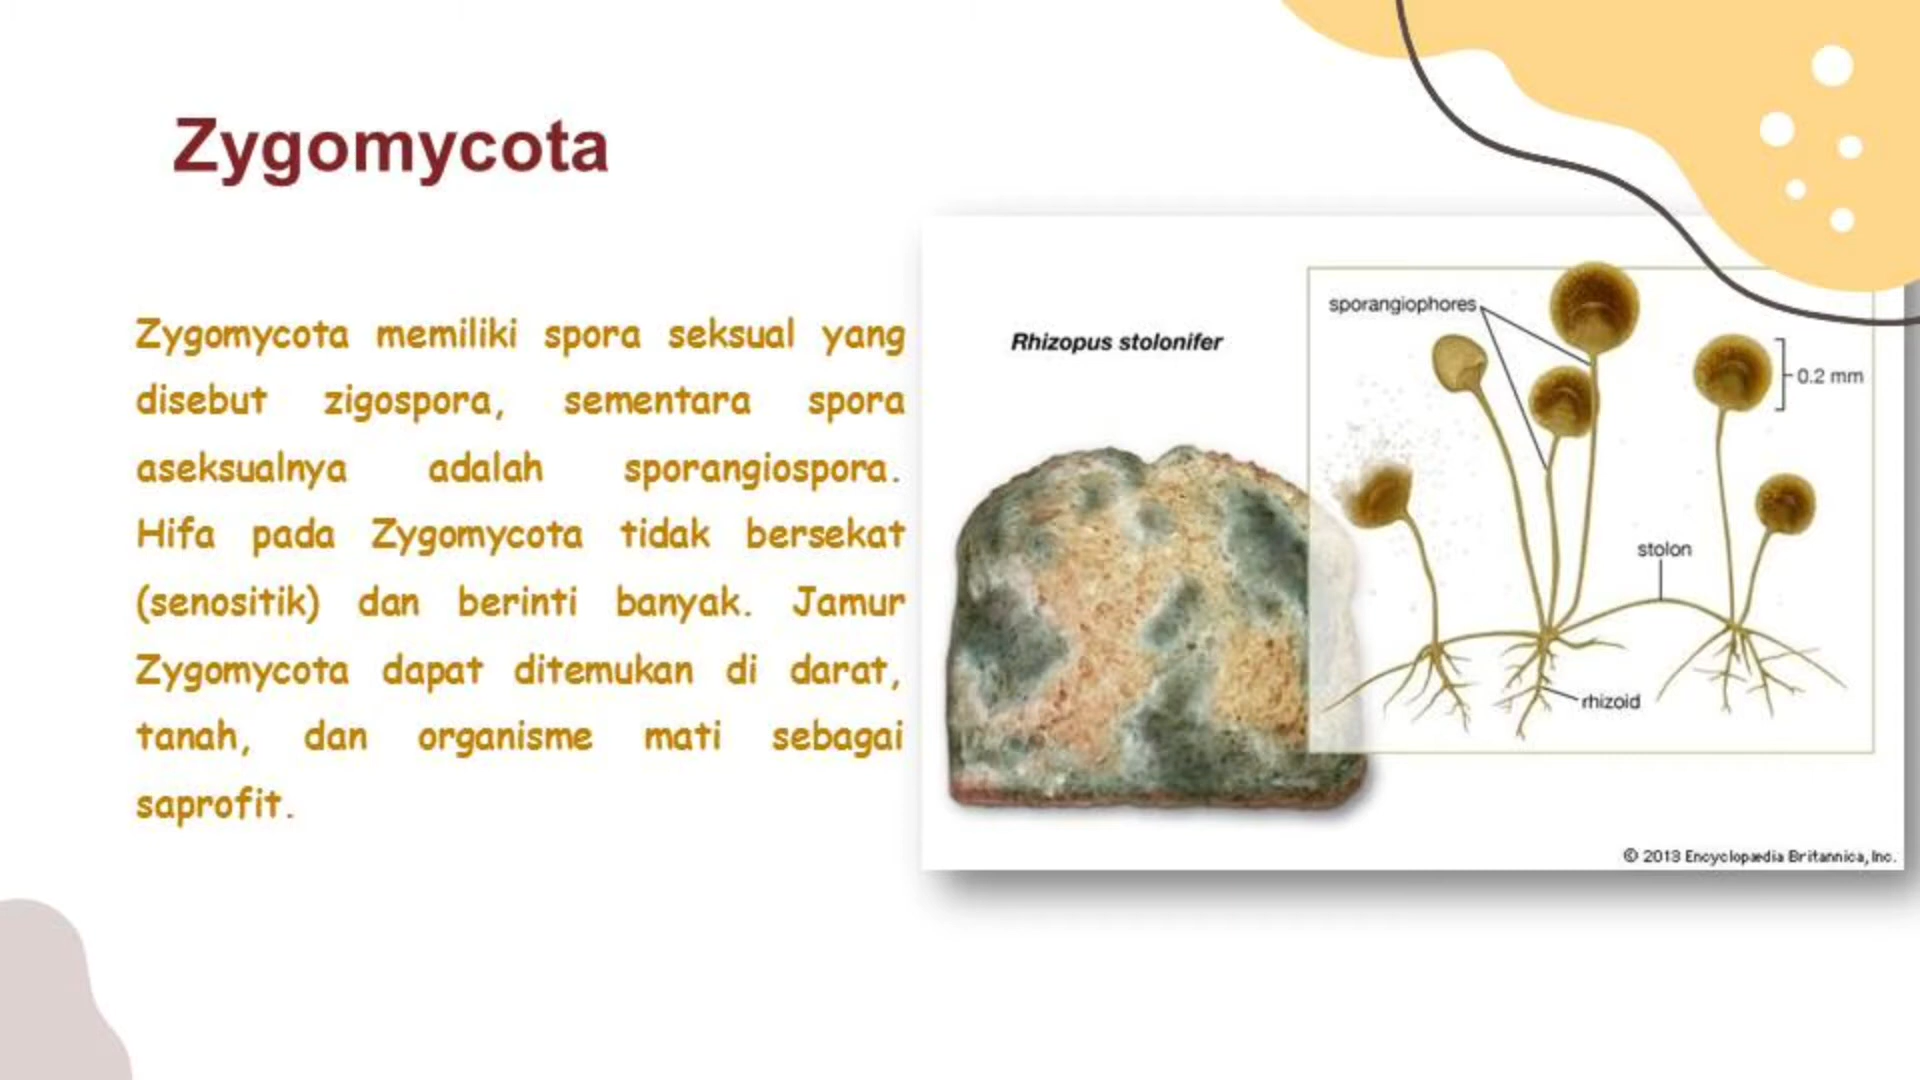 Zygomycota
Zygomycota memiliki spora seksual yang
disebut zigospora, sementara spora
aseksualnya adalah sporangiospora.
Hifa pada Zygomycota tidak bersekat
(senositik) dan berinti banyak. Jamur
Zygomycota dapat ditemukan di darat,
tanah, dan organisme mati sebagai
saprofit.
Rhizopus stolonifer
sporangiophores
0.2 mm
stolon
rhizoid
© 2013 Encyclopædia Britannica, Inc.